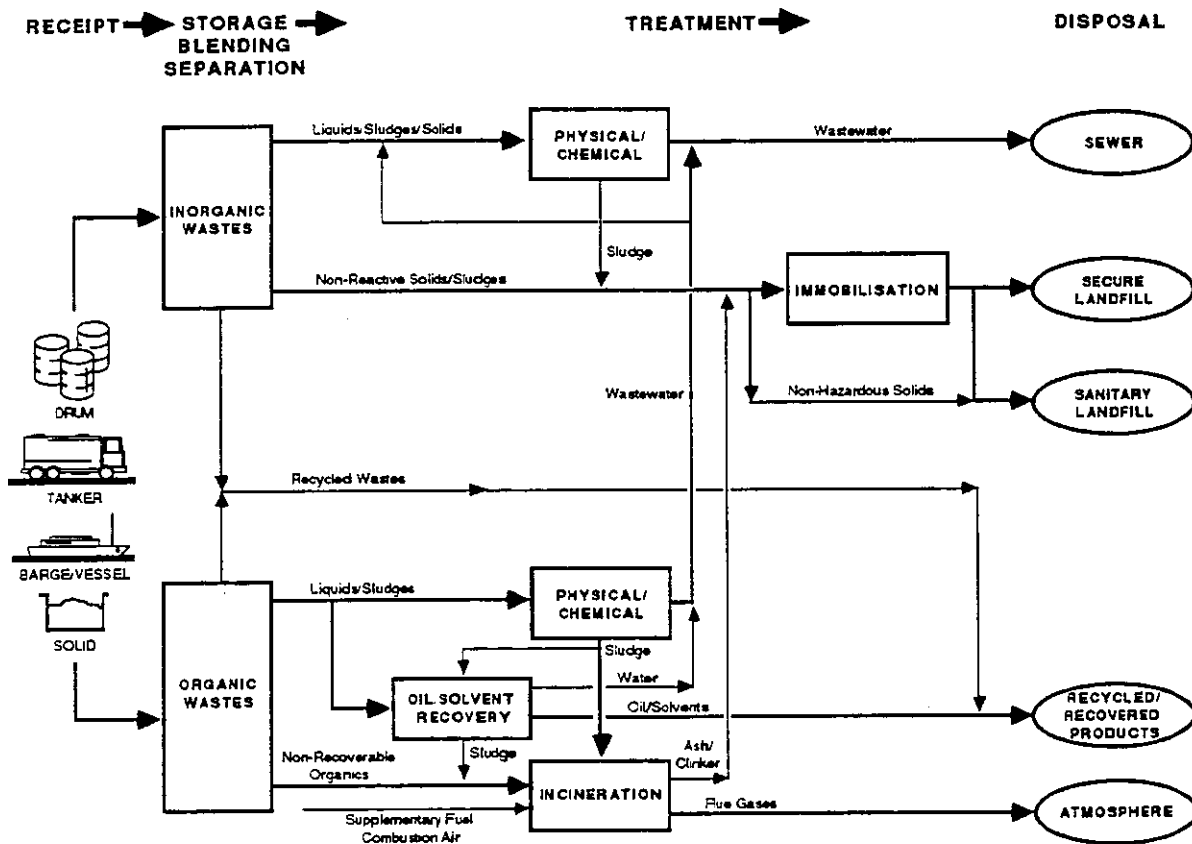 RECEIPT
STORAGE
BLENDING
SEPARATION
TREATMENT
DISPOSAL
Liquids/Sludges/Solids
PHYSICAL/
CHEMICAL
Wastewater
SEWER
INORGANIC
WASTES
Sludge
Non-Reactive Solids/Sludges
IMMOBILISATION
SECURE
LANDFILL
DRUM
Wastewater
Non-Hazardous Solids
SANITARY
LANDFILL
TANKER
Recycled Wastes
BARGE/VESSEL
Liquids/Sludges
PHYSICAL/
CHEMICAL
SOLID
Sludge
ORGANIC
WASTES
OIL SOLVENT
RECOVERY
Water
Oil/Solvents
RECYCLED/
RECOVERED
PRODUCTS
Non-Recoverable
Organics
Sludge
Ash/
Clinker
INCINERATION
Flue Gases
ATMOSPHERE
Supplementary Fuel
Combustion Air